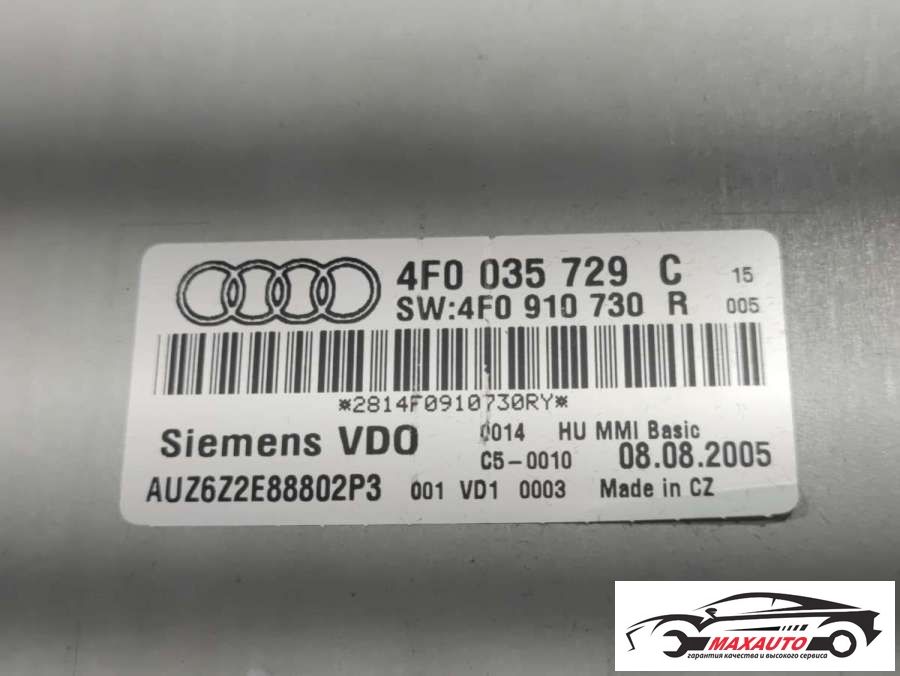 4F0 035 729 C 15
SW:4F0 910 730 R 005
*2814F0910730RY*
Siemens VDO 0014 HU MMI Basic
C5-0010 08.08.2005
AUZ6Z2E88802P3 001 VD1 0003 Made in CZ
MAXAUTO
гарантия качества и высокого сервиса